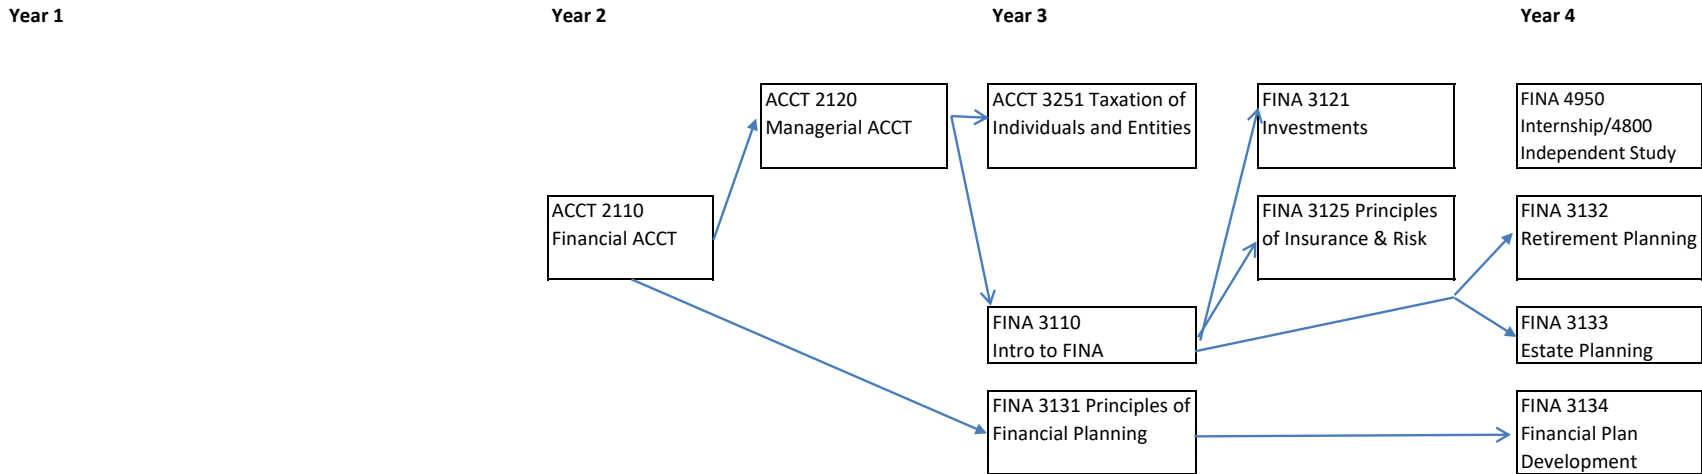 Year 1
Year 2
Year 3
Year 4
ACCT 2120
Managerial ACCT
ACCT 3251 Taxation of
Individuals and Entities
FINA 3121
Investments
FINA 4950
Internship/4800
Independent Study
ACCT 2110
Financial ACCT
FINA 3125 Principles
of Insurance & Risk
FINA 3132
Retirement Planning
FINA 3110
Intro to FINA
FINA 3133
Estate Planning
FINA 3131 Principles of
Financial Planning
FINA 3134
Financial Plan
Development